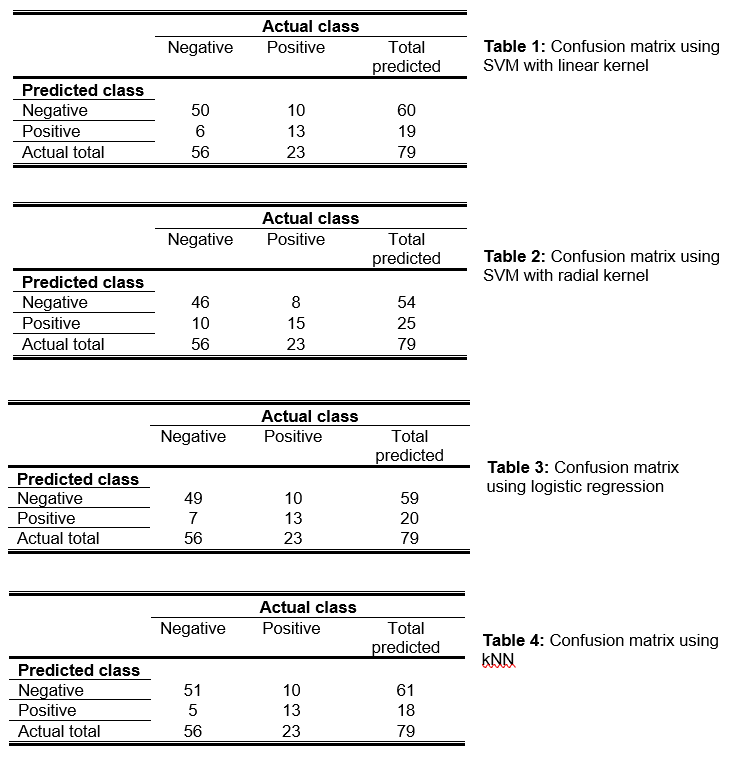 Actual class
Negative Positive Total predicted
Predicted class
Negative 50 10 60
Positive 6 13 19
Actual total 56 23 79
Table 1: Confusion matrix using
SVM with linear kernel
Actual class
Negative Positive Total predicted
Predicted class
Negative 46 8 54
Positive 10 15 25
Actual total 56 23 79
Table 2: Confusion matrix using
SVM with radial kernel
Actual class
Negative Positive Total predicted
Predicted class
Negative 49 10 59
Positive 7 13 20
Actual total 56 23 79
Table 3: Confusion matrix
using logistic regression
Actual class
Negative Positive Total predicted
Predicted class
Negative 51 10 61
Positive 5 13 18
Actual total 56 23 79
Table 4: Confusion matrix using
kNN